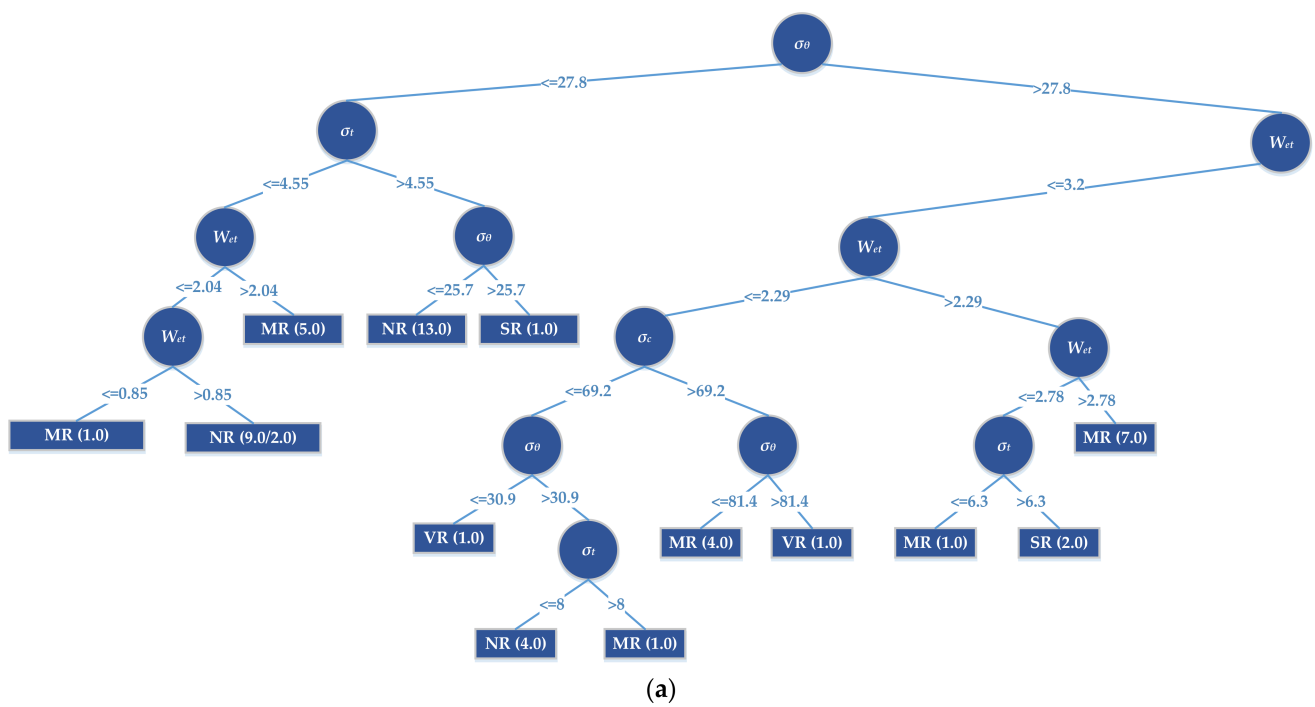 σθ
<=27.8 >27.8
σt
Wet
<=4.55 >4.55 <=3.2
Wet σθ Wet
<=2.04 >2.04 <=25.7 >25.7 <=2.29 >2.29
Wet MR (5.0) NR (13.0) SR (1.0) σc Wet
<=0.85 >0.85 <=69.2 >69.2 <=2.78 >2.78
MR (1.0) NR (9.0/2.0) σθ σθ σt MR (7.0)
<=30.9 >30.9 <=81.4 >81.4 <=6.3 >6.3
VR (1.0) σt MR (4.0) VR (1.0) MR (1.0) SR (2.0)
<=8 >8
NR (4.0) MR (1.0)
(a)